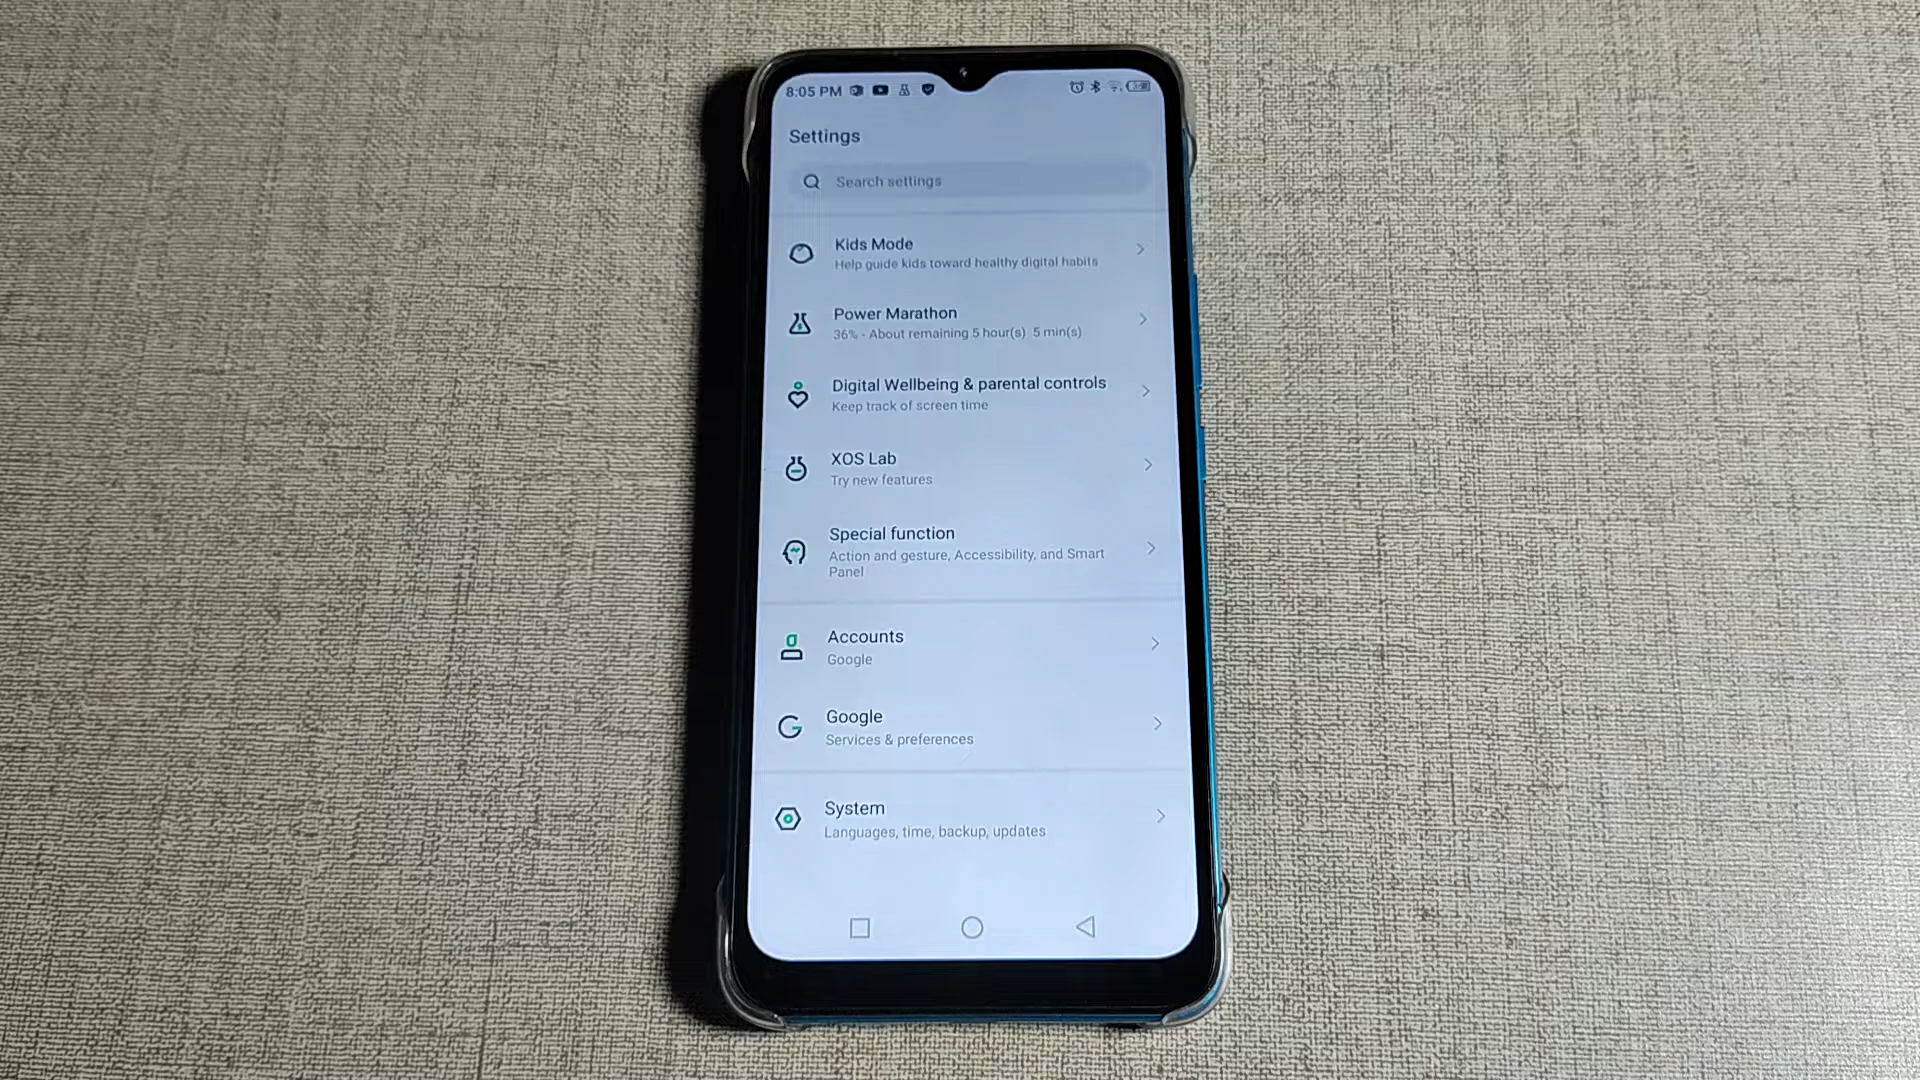 8:05 PM
Settings
Search settings
Kids Mode
Help guide kids toward healthy digital habits
Power Marathon
36% - About remaining 5 hour(s) 5 min(s)
Digital Wellbeing & parental controls
Keep track of screen time
XOS Lab
Try new features
Special function
Action and gesture, Accessibility, and Smart
Panel
Accounts
Google
Google
Services & preferences
System
Languages, time, backup, updates